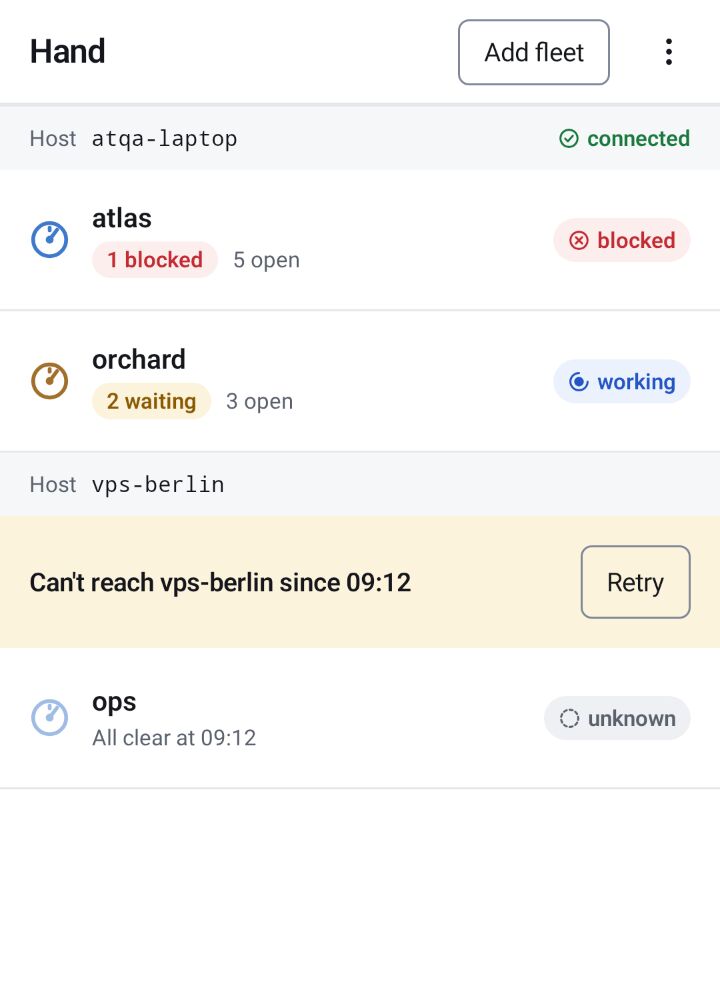 Hand
Add fleet
Host atqa-laptop
connected
atlas
1 blocked 5 open
blocked
orchard
2 waiting 3 open
working
Host vps-berlin
Can't reach vps-berlin since 09:12
Retry
ops
All clear at 09:12
unknown